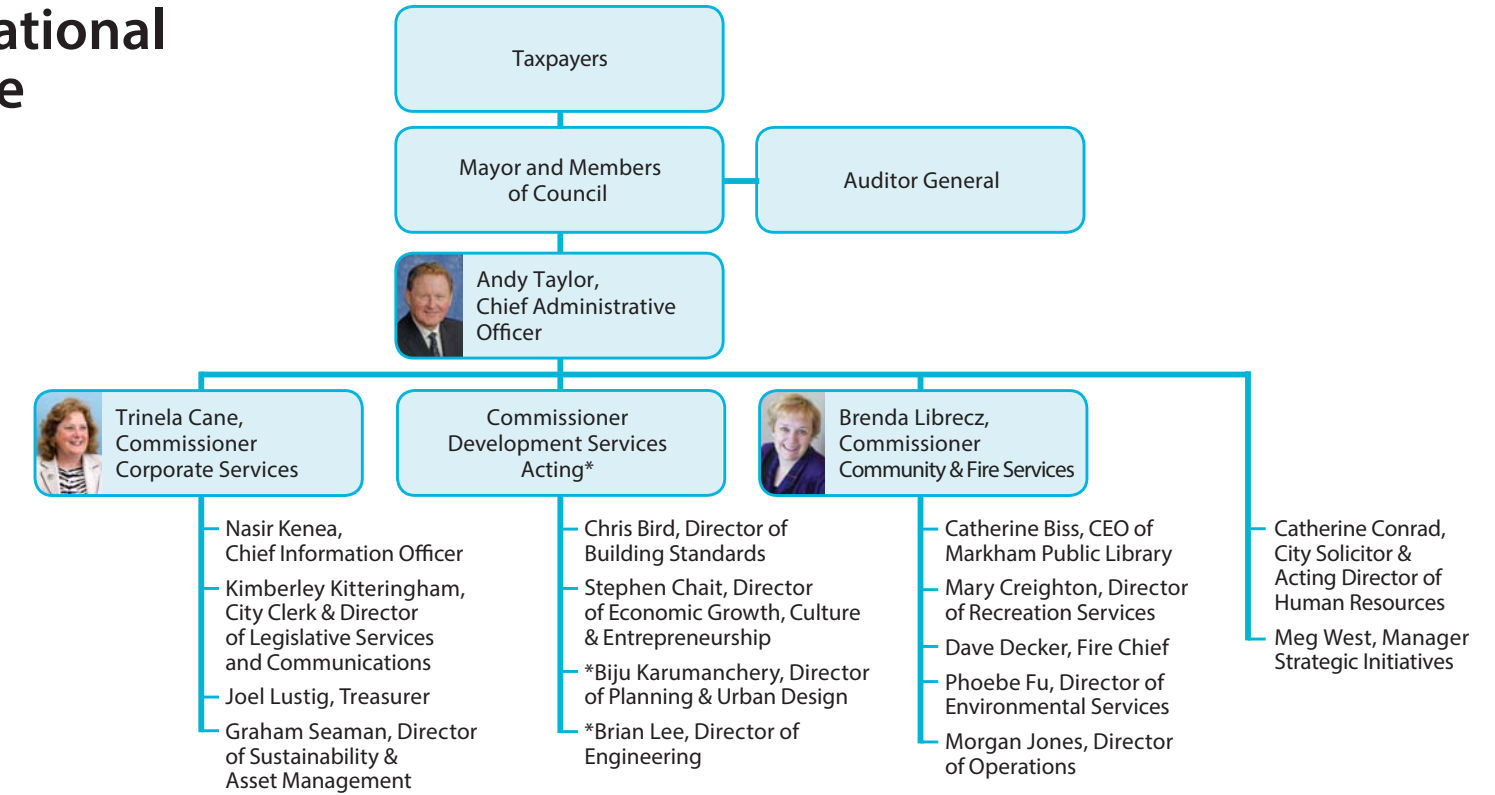 ational
e
Taxpayers
Mayor and Members
of Council
Auditor General
Andy Taylor,
Chief Administrative
Officer
Trinela Cane,
Commissioner
Corporate Services
Commissioner
Development Services
Acting*
Brenda Librecz,
Commissioner
Community & Fire Services
Nasir Kenea,
Chief Information Officer
Kimberley Kitteringham,
City Clerk & Director
of Legislative Services
and Communications
Joel Lustig, Treasurer
Graham Seaman, Director
of Sustainability &
Asset Management
Chris Bird, Director of
Building Standards
Stephen Chait, Director
of Economic Growth, Culture
& Entrepreneurship
*Biju Karumanchery, Director
of Planning & Urban Design
*Brian Lee, Director of
Engineering
Catherine Biss, CEO of
Markham Public Library
Mary Creighton, Director
of Recreation Services
Dave Decker, Fire Chief
Phoebe Fu, Director of
Environmental Services
Morgan Jones, Director
of Operations
Catherine Conrad,
City Solicitor &
Acting Director of
Human Resources
Meg West, Manager
Strategic Initiatives